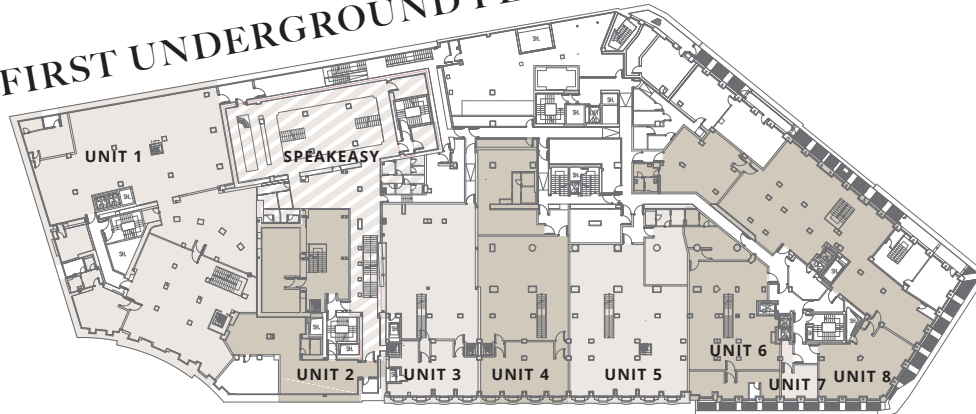 FIRST UNDERGROUND
UNIT 1
SPEAKEASY
UNIT 2
UNIT 3
UNIT 4
UNIT 5
UNIT 6
UNIT 7
UNIT 8